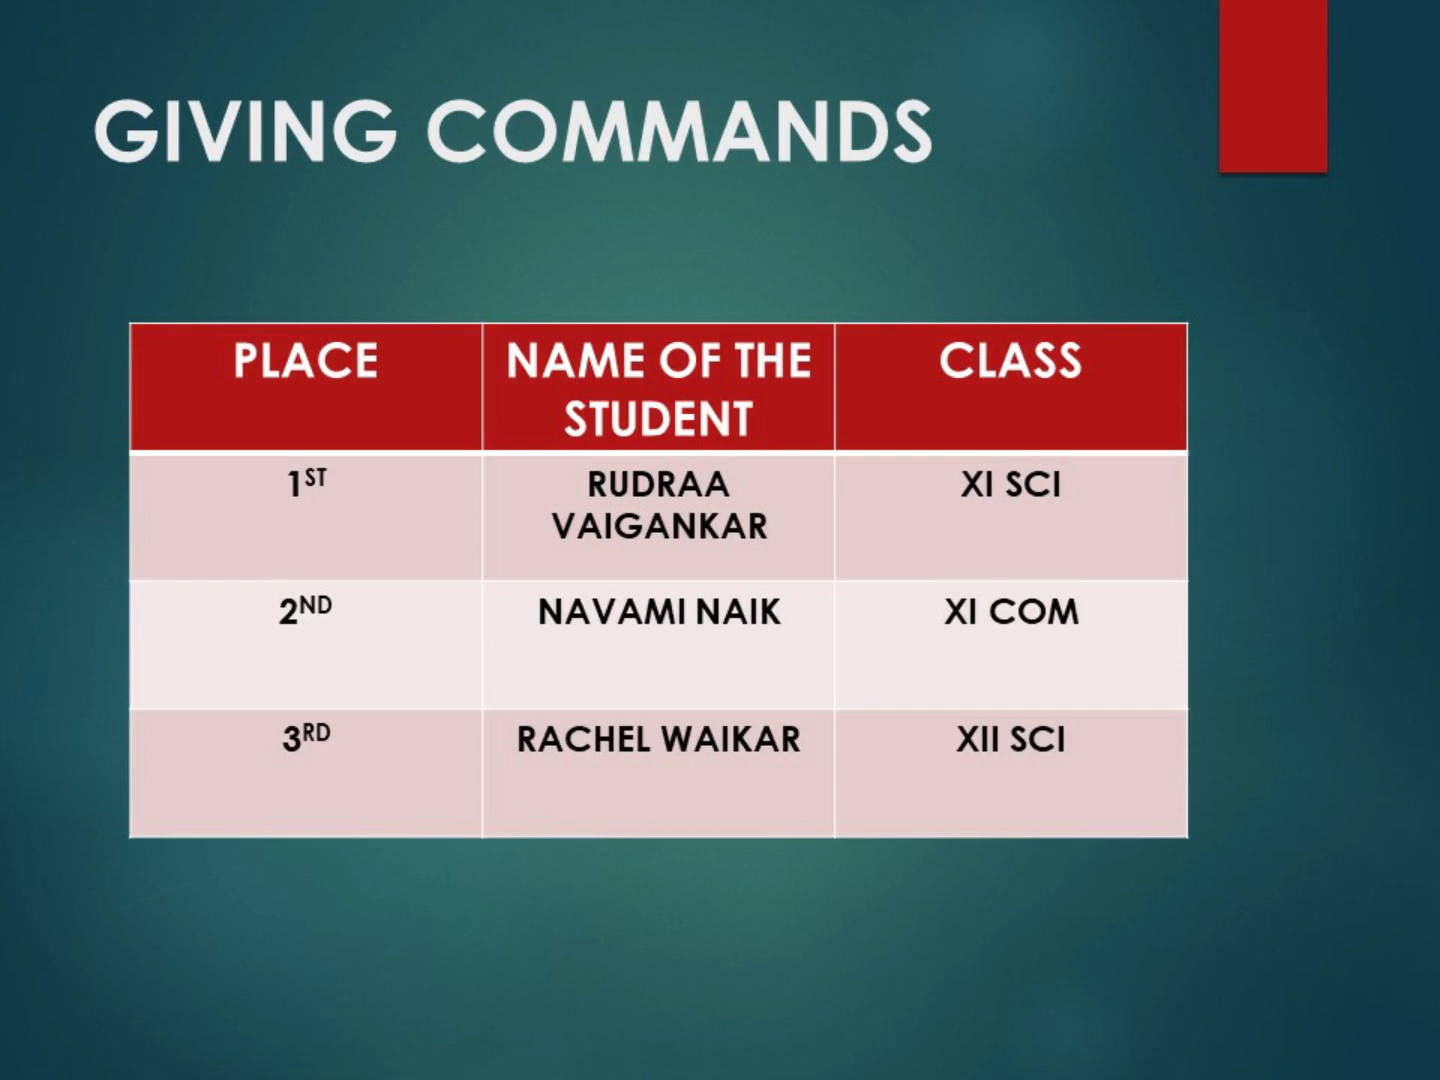 GIVING COMMANDS
PLACE
NAME OF THE
STUDENT
CLASS
1ST
RUDRAA
VAIGANKAR
XI SCI
2ND
NAVAMI NAIK
XI COM
3RD
RACHEL WAIKAR
XII SCI